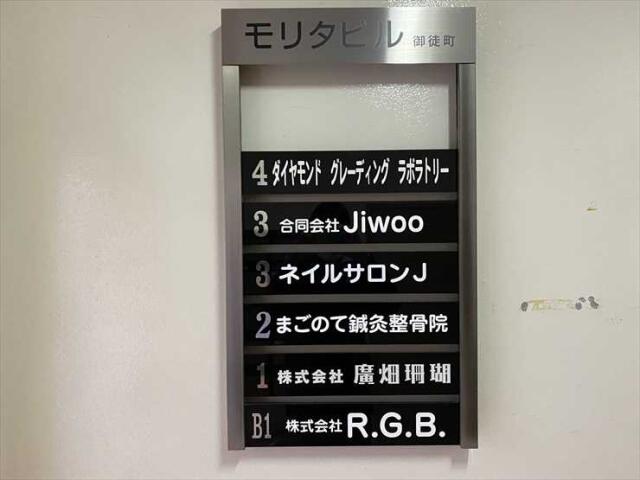 モリタビル 御徒町
4 ダイヤモンド グレーディング ラボラトリー
3 合同会社 Jiwoo
3 ネイルサロンJ
2 まごのて鍼灸整骨院
1 株式会社 廣畑珊瑚
B1 株式会社 R.G.B.